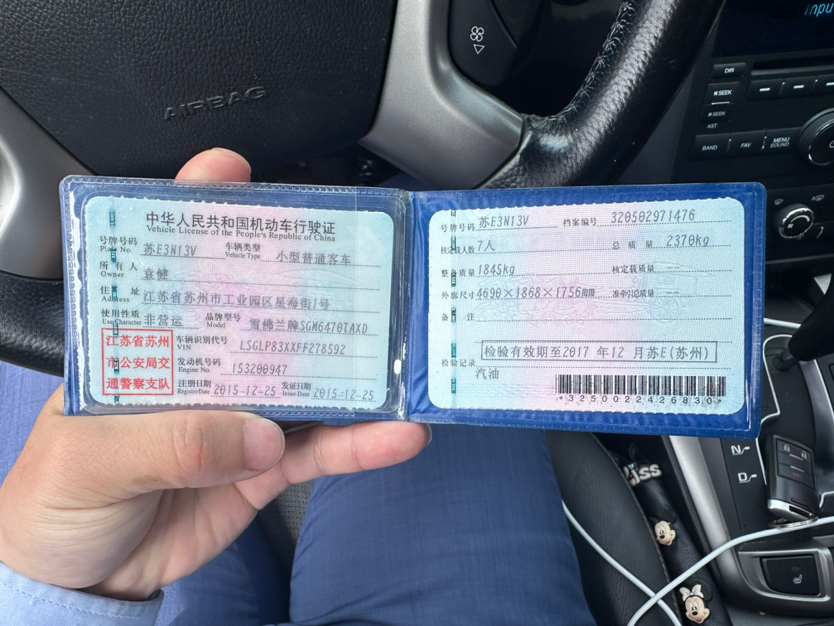 AIRBAG
Inpu
DIR
SEEK
SEEK
AST
BAND
FAV
MENU
SOUND
中华人民共和国机动车行驶证
Vehicle License of the People's Republic of China
号牌号码 苏E3N13V 车辆类型 小型普通客车
Plate No. Vehicle Type
所有人 袁健
Owner
住址 江苏省苏州市工业园区星海街1号
Address
使用性质 非营运 品牌型号 雪佛兰牌SGM6470IAXD
Use Character Model
江苏省苏州
市公安局交
通警察支队
车辆识别代号 LSGLP83XXFF278592
VIN
发动机号码 153200947
Engine No.
注册日期 2015-12-25 发证日期 2015-12-25
Register Date Issue Date
号牌号码 苏E3N13V 档案编号 320502971476
核定载人数 7人 总质量 2370kg
整备质量 1845kg 核定载质量 --
外廓尺寸 4690×1868×1756 准牵引总质量 --
备注
检验有效期至2017 年12 月苏E(苏州)
检验记录
汽油
*3250022426830*
N
D